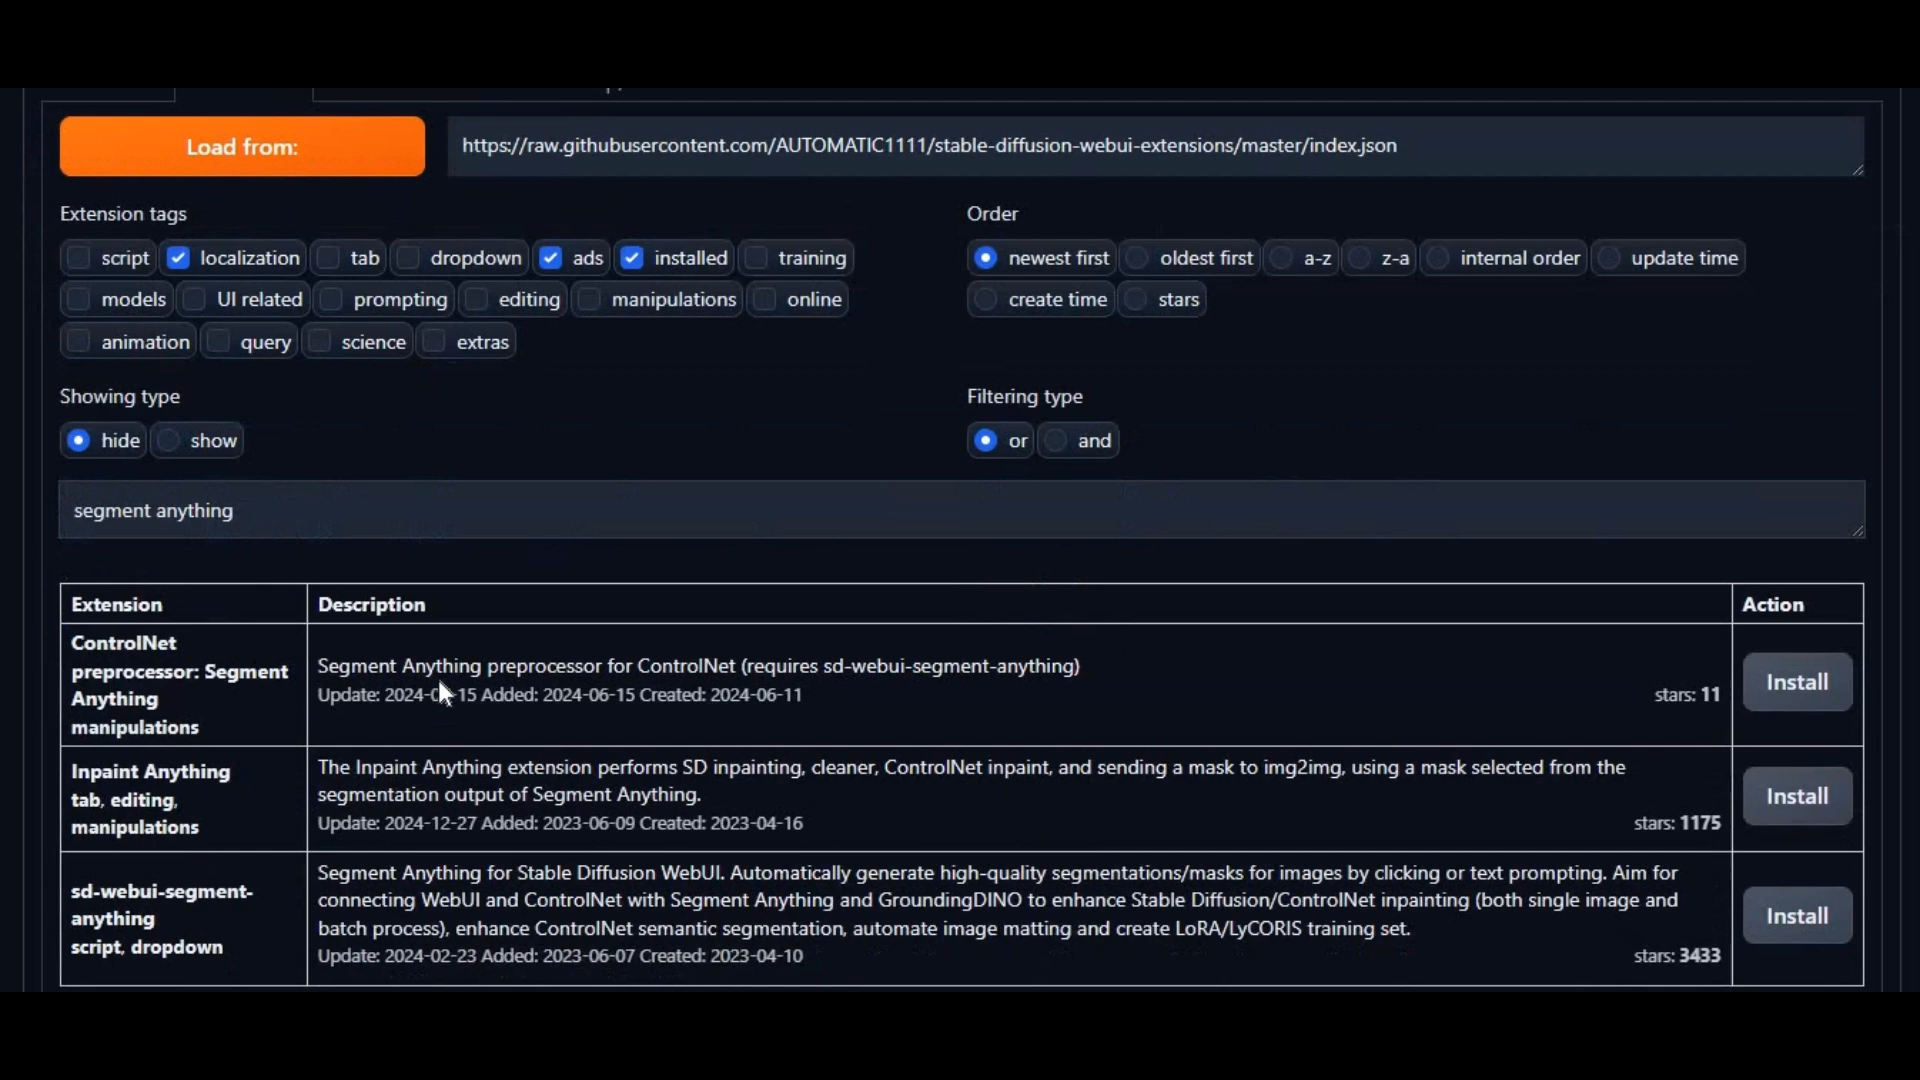 Load from:
https://raw.githubusercontent.com/AUTOMATIC1111/stable-diffusion-webui-extensions/master/index.json
Extension tags
script localization tab dropdown ads installed training
models UI related prompting editing manipulations online
animation query science extras
Order
newest first oldest first a-z z-a internal order update time
create time stars
Showing type
hide show
Filtering type
or and
segment anything
Extension Description Action
ControlNet
preprocessor: Segment
Anything
manipulations
Segment Anything preprocessor for ControlNet (requires sd-webui-segment-anything)
Update: Added: 2024-06-15 Created: 2024-06-11
stars: 11
Install
Inpaint Anything
tab, editing,
manipulations
The Inpaint Anything extension performs SD inpainting, cleaner, ControlNet inpaint, and sending a mask to img2img, using a mask selected from the
segmentation output of Segment Anything.
Update: 2024-12-27 Added: 2023-06-09 Created: 2023-04-16
stars: 1175
Install
sd-webui-segment-
anything
script, dropdown
Segment Anything for Stable Diffusion WebUI. Automatically generate high-quality segmentations/masks for images by clicking or text prompting. Aim for
connecting WebUI and ControlNet with Segment Anything and GroundingDINO to enhance Stable Diffusion/ControlNet inpainting (both single image and
batch process), enhance ControlNet semantic segmentation, automate image matting and create LoRA/LyCORIS training set.
Update: 2024-02-23 Added: 2023-06-07 Created: 2023-04-10
stars: 3433
Install